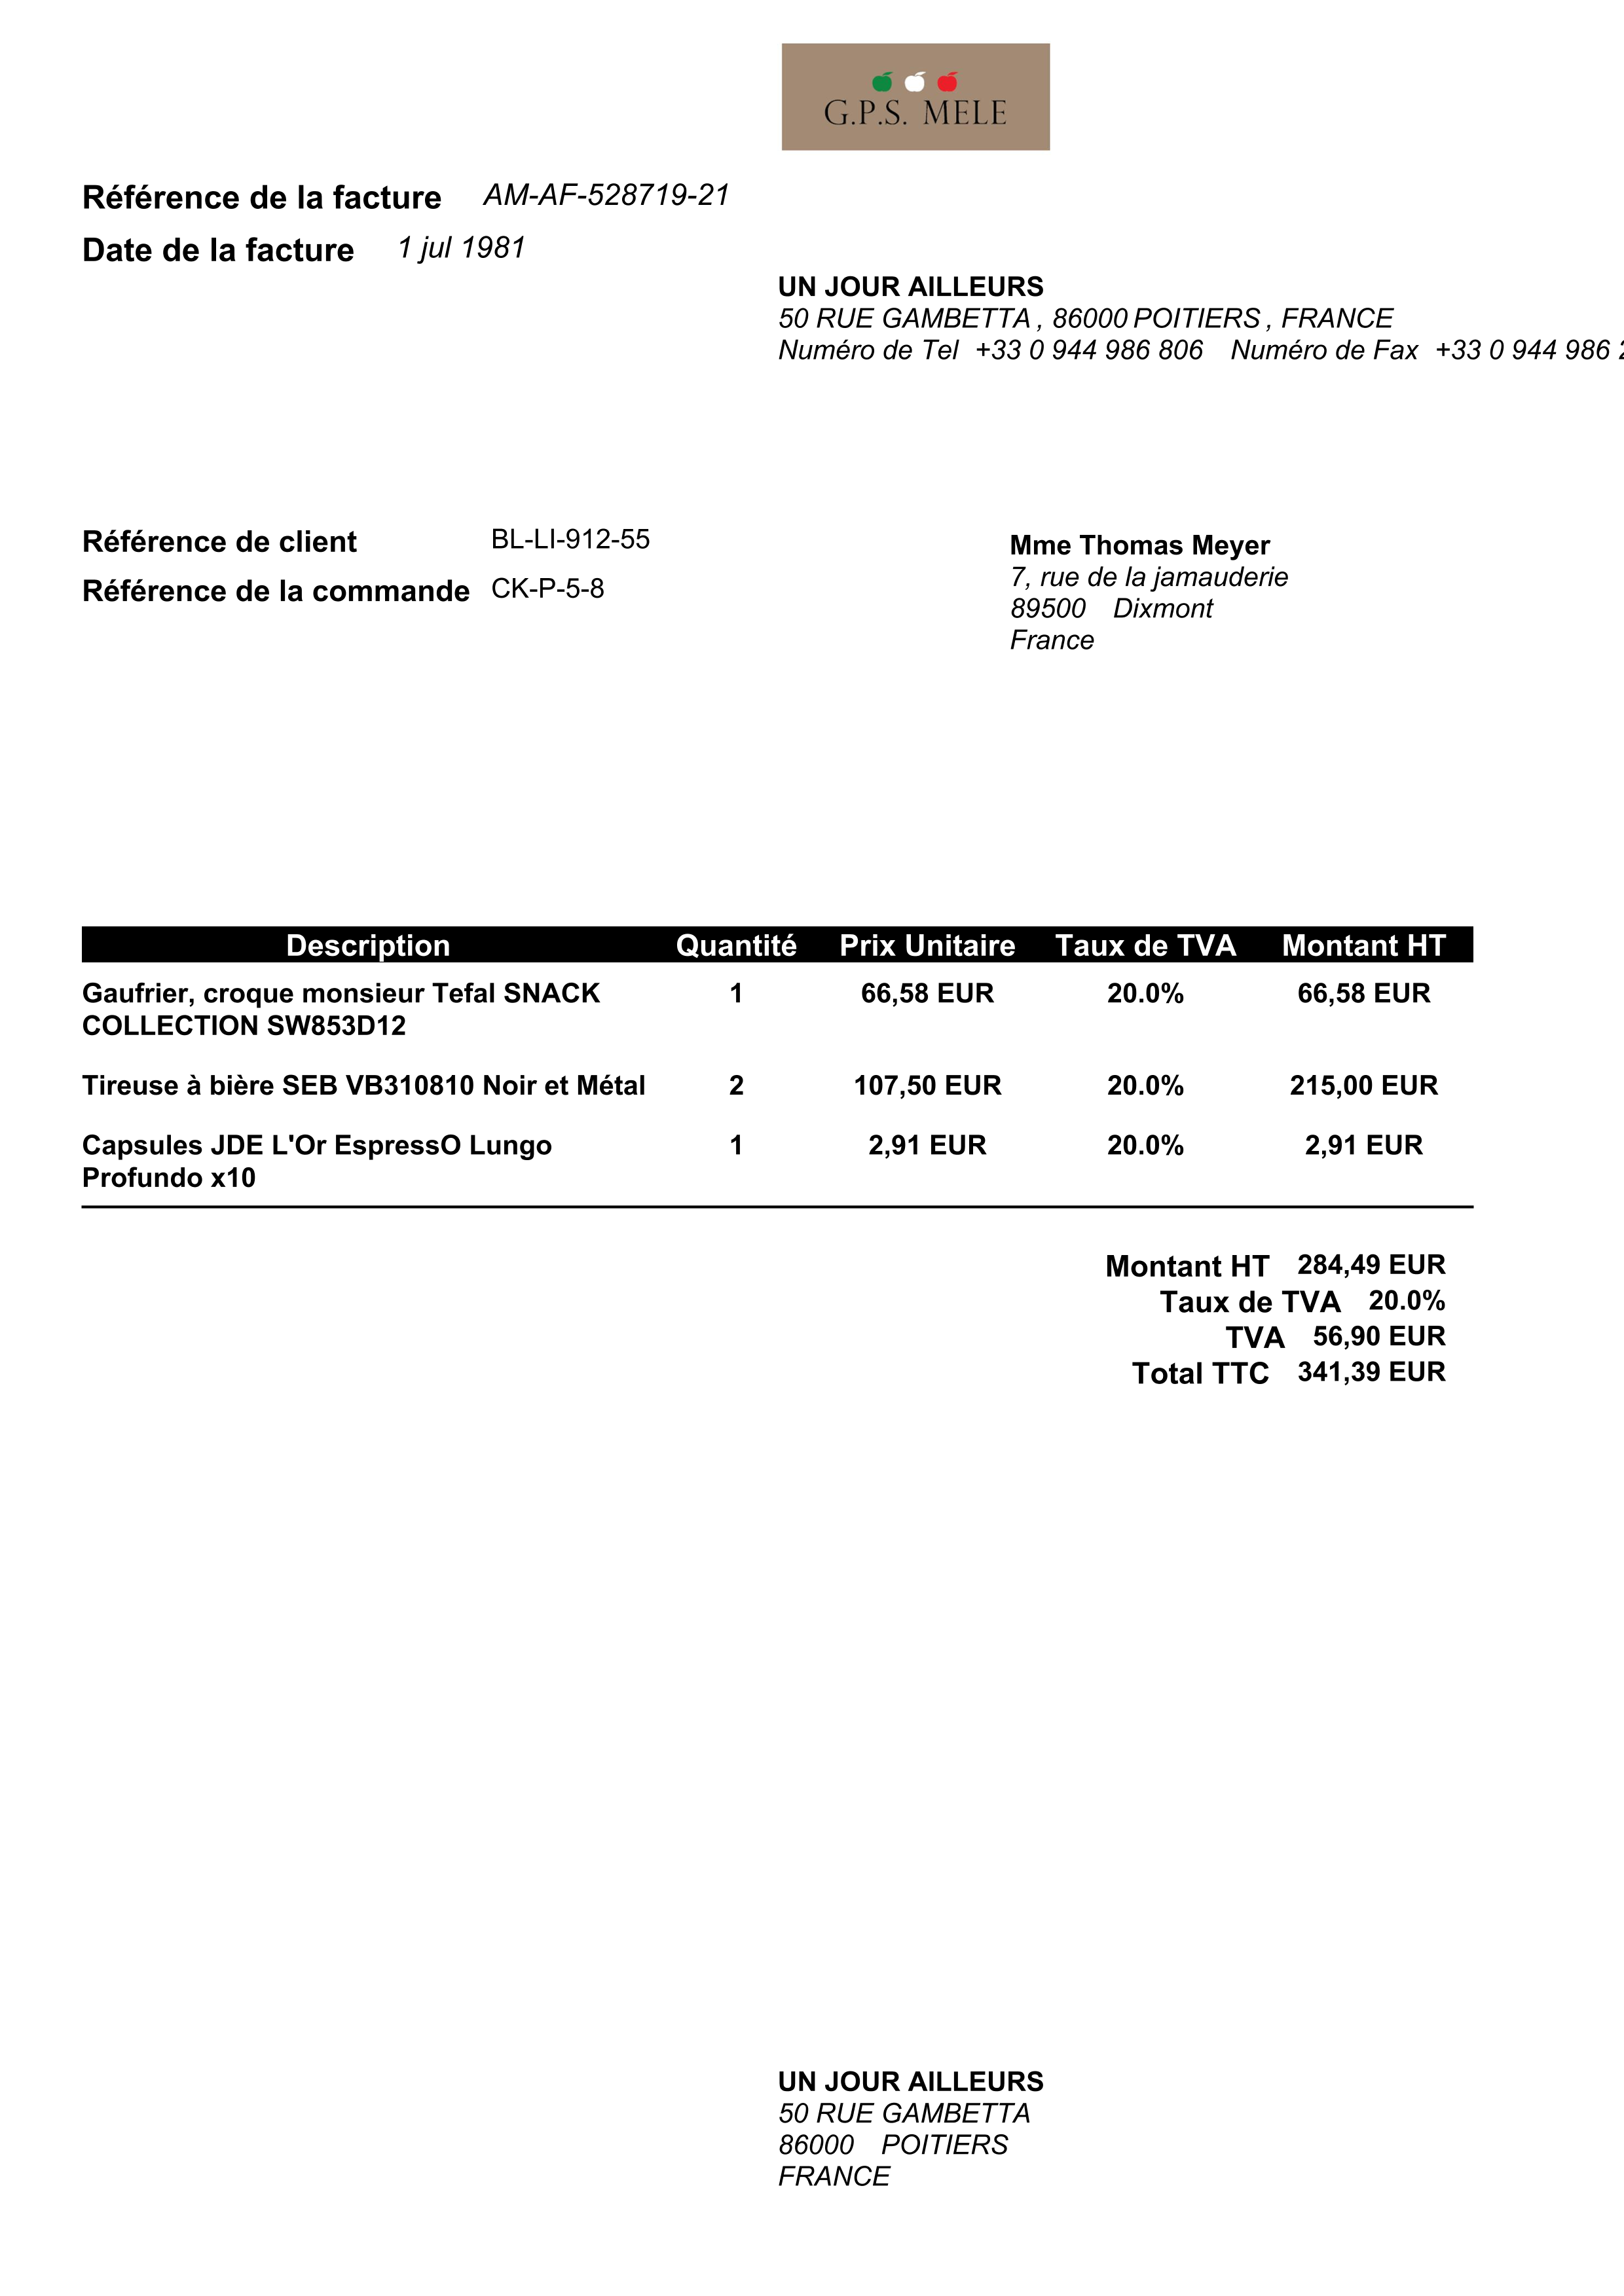 G.P.S. MELE
Référence de la facture AM-AF-528719-21
Date de la facture 1 jul 1981
UN JOUR AILLEURS
50 RUE GAMBETTA , 86000 POITIERS , FRANCE
Numéro de Tel +33 0 944 986 806 Numéro de Fax +33 0 944 986
Référence de client BL-LI-912-55
Référence de la commande CK-P-5-8
Mme Thomas Meyer
7, rue de la jamauderie
89500 Dixmont
France
Description Quantité Prix Unitaire Taux de TVA Montant HT
Gaufrier, croque monsieur Tefal SNACK 1 66,58 EUR 20.0% 66,58 EUR
COLLECTION SW853D12
Tireuse à bière SEB VB310810 Noir et Métal 2 107,50 EUR 20.0% 215,00 EUR
Capsules JDE L'Or EspressO Lungo 1 2,91 EUR 20.0% 2,91 EUR
Profundo x10
Montant HT 284,49 EUR
Taux de TVA 20.0%
TVA 56,90 EUR
Total TTC 341,39 EUR
UN JOUR AILLEURS
50 RUE GAMBETTA
86000 POITIERS
FRANCE